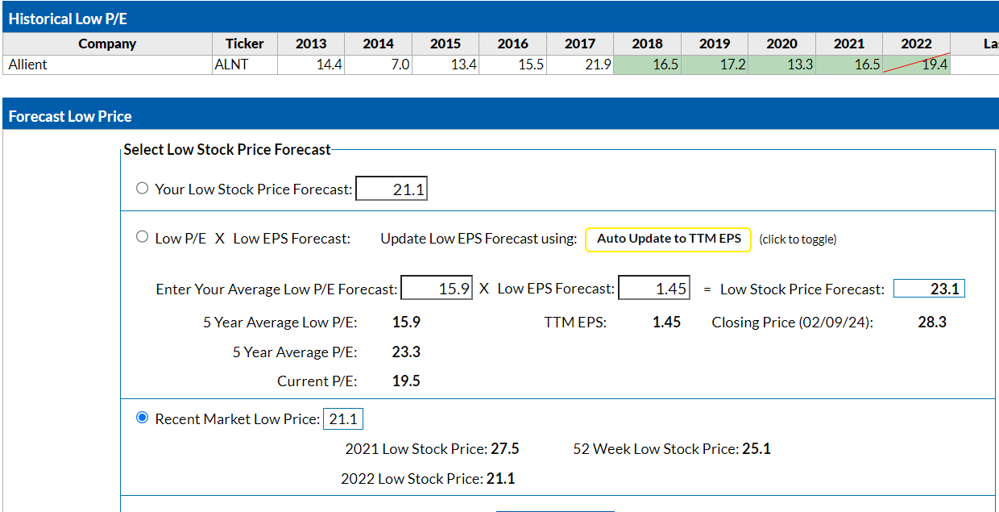 Historical Low P/E
Company Ticker 2013 2014 2015 2016 2017 2018 2019 2020 2021 2022
Allient ALNT 14.4 7.0 13.4 15.5 21.9 16.5 17.2 13.3 16.5 19.4
Forecast Low Price
Select Low Stock Price Forecast
Your Low Stock Price Forecast: 21.1
Low P/E X Low EPS Forecast: Update Low EPS Forecast using: Auto Update to TTM EPS (click to toggle)
Enter Your Average Low P/E Forecast: 15.9 X Low EPS Forecast: 1.45 = Low Stock Price Forecast: 23.1
5 Year Average Low P/E: 15.9 TTM EPS: 1.45 Closing Price (02/09/24): 28.3
5 Year Average P/E: 23.3
Current P/E: 19.5
Recent Market Low Price: 21.1
2021 Low Stock Price: 27.5 52 Week Low Stock Price: 25.1
2022 Low Stock Price: 21.1